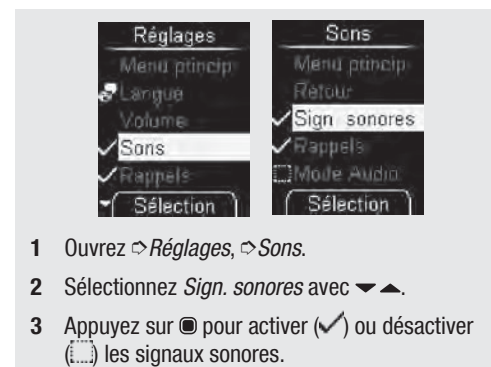 Réglages
Menu princip
Langue
Volume
Sons
Rappels
Sélection
Sons
Menu princip
Retour
Sign. sonores
Rappels
Mode Audio
Sélection
1 Ouvrez ➪Réglages, ➪Sons.
2 Sélectionnez Sign. sonores avec ▼▲.
3 Appuyez sur ▣ pour activer (✓) ou désactiver
(⬚) les signaux sonores.